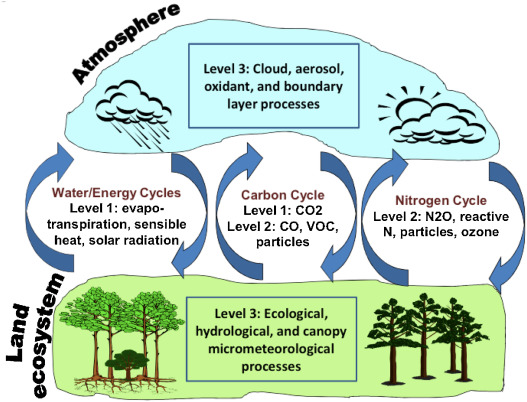 Atmosphere
Level 3: Cloud, aerosol,
oxidant, and boundary
layer processes
Water/Energy Cycles
Level 1: evapo-
transpiration, sensible
heat, solar radiation
Carbon Cycle
Level 1: CO2
Level 2: CO, VOC,
particles
Nitrogen Cycle
Level 2: N2O, reactive
N, particles, ozone
Land
ecosystem
Level 3: Ecological,
hydrological, and canopy
micrometeorological
processes